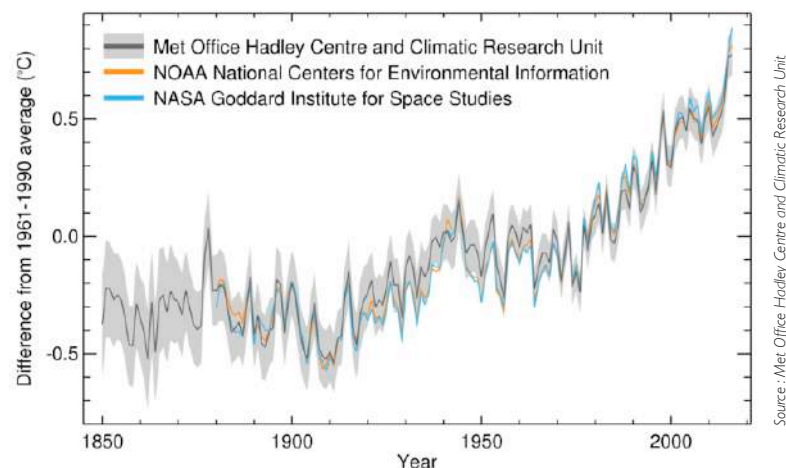 Met Office Hadley Centre and Climatic Research Unit
NOAA National Centers for Environmental Information
NASA Goddard Institute for Space Studies
Difference from 1961-1990 average (°C)
0.5
0.0
-0.5
1850
1900
1950
2000
Year
Source : Met Office Hadley Centre and Climatic Research Unit